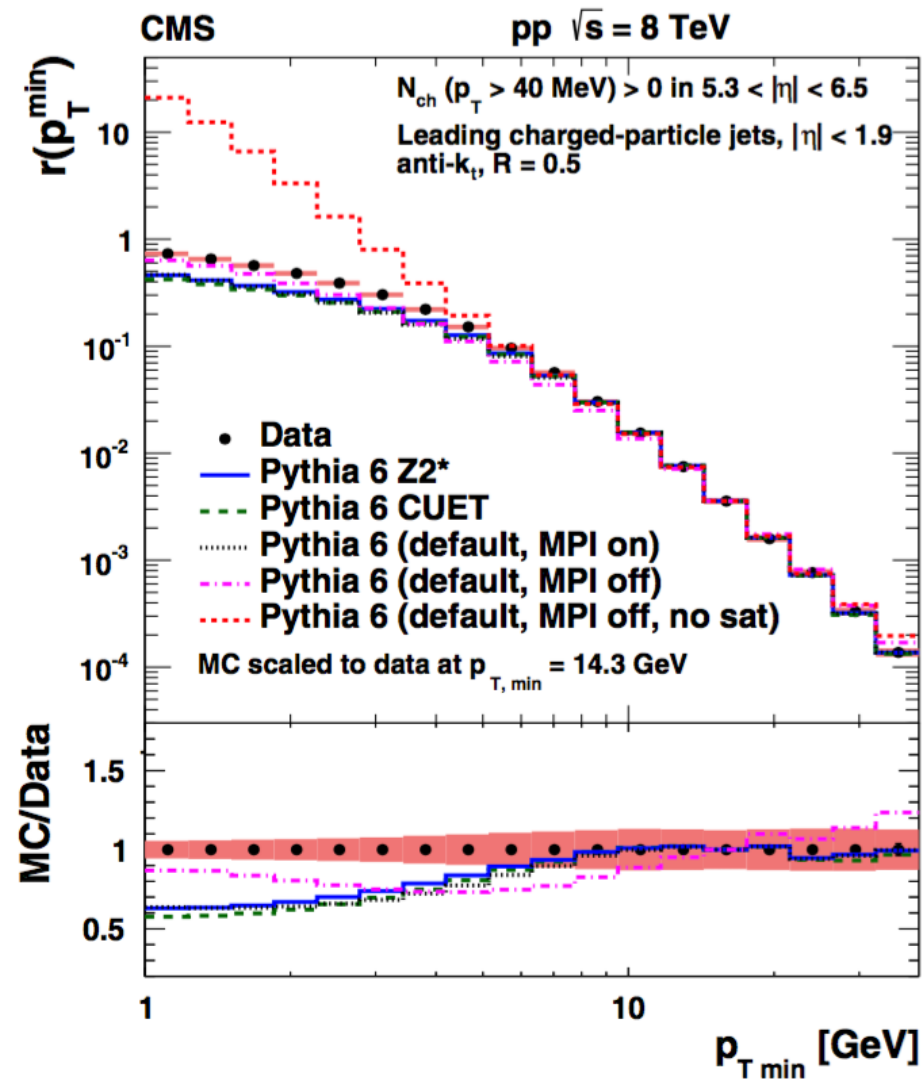 CMS pp √s = 8 TeV
r(p_T^min)
N_ch (p_T > 40 MeV) > 0 in 5.3 < |η| < 6.5
Leading charged-particle jets, |η| < 1.9
anti-k_t, R = 0.5
10
1
10^-1
10^-2
10^-3
10^-4
Data
Pythia 6 Z2*
Pythia 6 CUET
Pythia 6 (default, MPI on)
Pythia 6 (default, MPI off)
Pythia 6 (default, MPI off, no sat)
MC scaled to data at p_T, min = 14.3 GeV
MC/Data
1.5
1
0.5
1 10
p_T min [GeV]